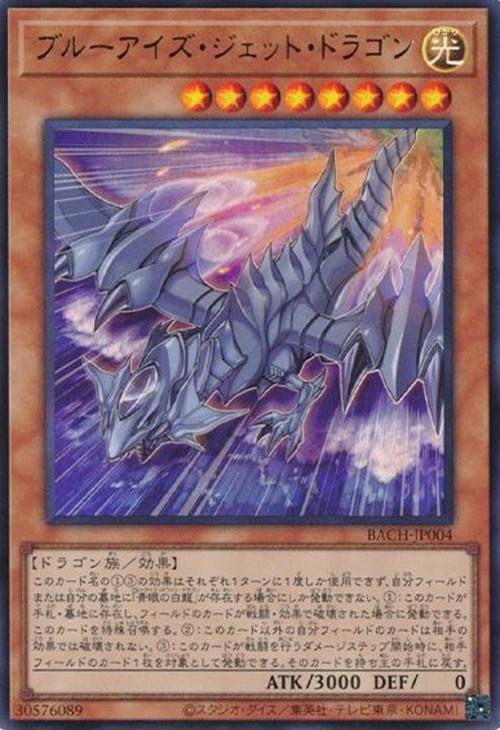 ブルーアイズ・ジェット・ドラゴン
光
BACH-JP004
【ドラゴン族/効果】
このカード名の①③の効果はそれぞれ1ターンに1度しか使用できず、自分フィールド
または自分の墓地に「青眼の白龍」が存在する場合にしか発動できない。①:このカードが
手札・墓地に存在し、フィールドのカードが戦闘・効果で破壊された場合に発動できる。
このカードを特殊召喚する。②:このカード以外の自分フィールドのカードは相手の
効果では破壊されない。③:このカードが戦闘を行うダメージステップ開始時に、相手
フィールドのカード1枚を対象として発動できる。そのカードを持ち主の手札に戻す。
ATK/3000 DEF/ 0
30576089 ©スタジオ・ダイス/集英社・テレビ東京・KONAMI